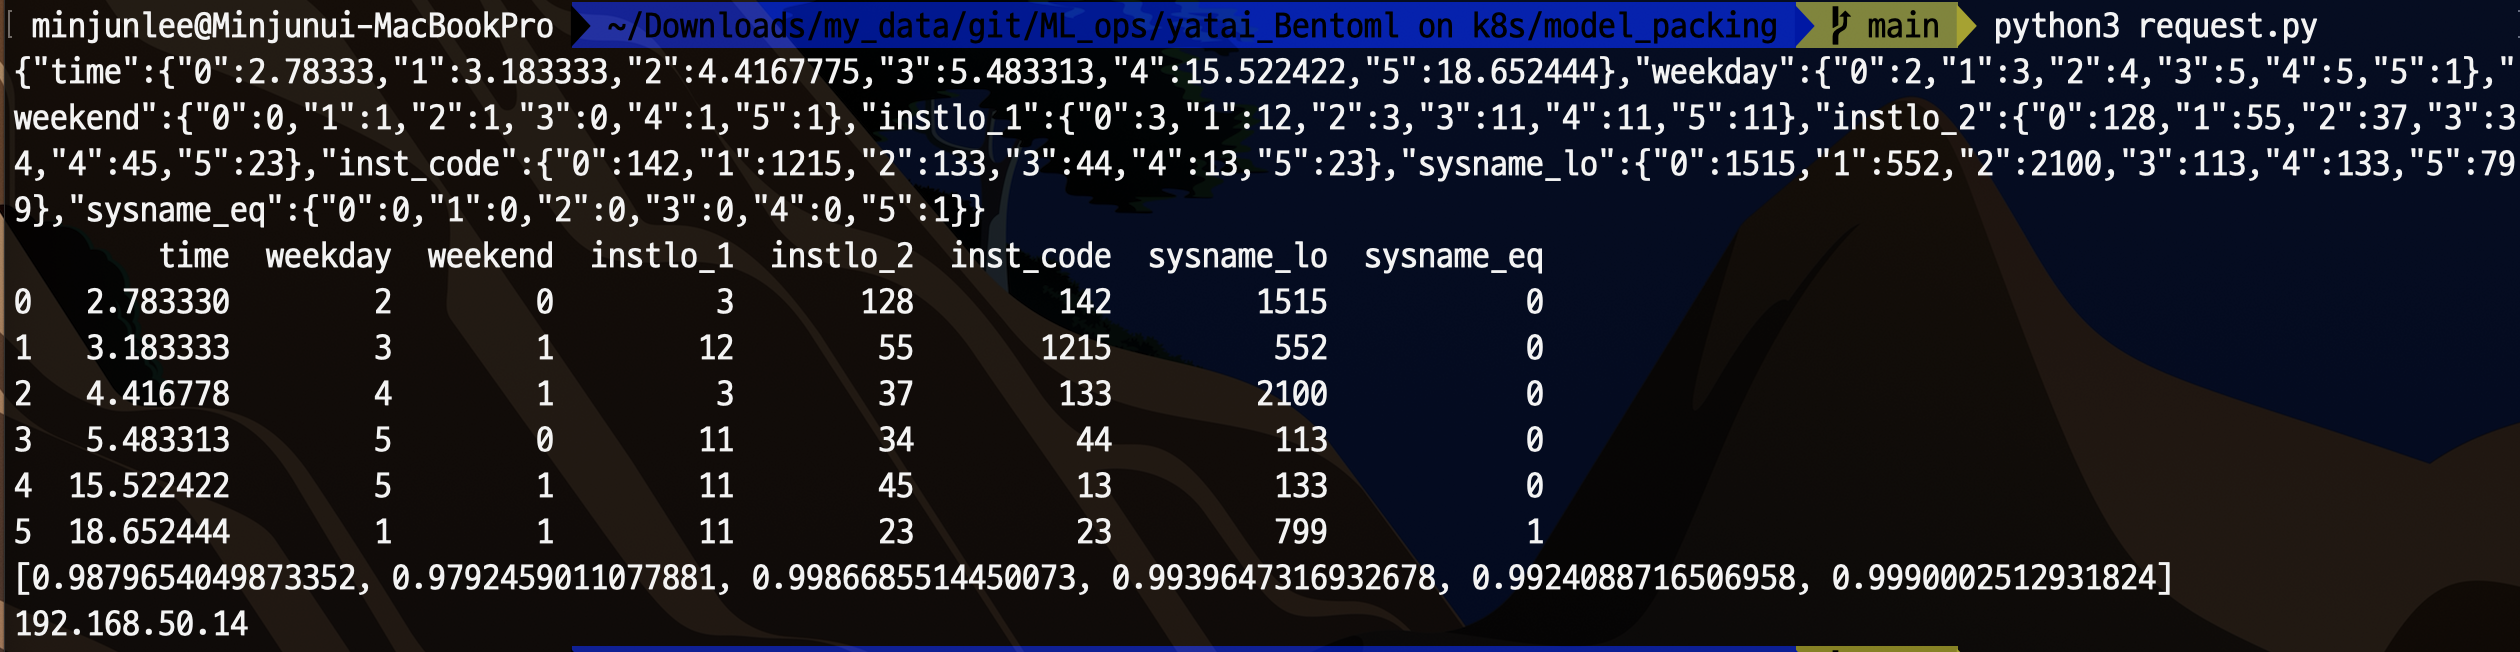 minjunlee@Minjunui-MacBookPro ~/Downloads/my_data/git/ML_ops/yatai_Bentoml on k8s/model_packing main python3 request.py
{"time":{"0":2.78333,"1":3.183333,"2":4.4167775,"3":5.483313,"4":15.522422,"5":18.652444},"weekday":{"0":2,"1":3,"2":4,"3":5,"4":5,"5":1},"
weekend":{"0":0, "1":1,"2":1,"3":0,"4":1,"5":1},"instlo_1":{"0":3,"1":12,"2":3,"3":11,"4":11,"5":11},"instlo_2":{"0":128,"1":55,"2":37,"3":3
4,"4":45,"5":23},"inst_code":{"0":142,"1":1215,"2":133,"3":44,"4":13,"5":23},"sysname_lo":{"0":1515,"1":552,"2":2100,"3":113,"4":133,"5":79
9},"sysname_eq":{"0":0,"1":0,"2":0,"3":0,"4":0,"5":1}}
time weekday weekend instlo_1 instlo_2 inst_code sysname_lo sysname_eq
0 2.783330 2 0 3 128 142 1515 0
1 3.183333 3 1 12 55 1215 552 0
2 4.416778 4 1 3 37 133 2100 0
3 5.483313 5 0 11 34 44 113 0
4 15.522422 5 1 11 45 13 133 0
5 18.652444 1 1 11 23 23 799 1
[0.9879654049873352, 0.9792459011077881, 0.9986685514450073, 0.9939647316932678, 0.9924088716506958, 0.9990002512931824]
192.168.50.14